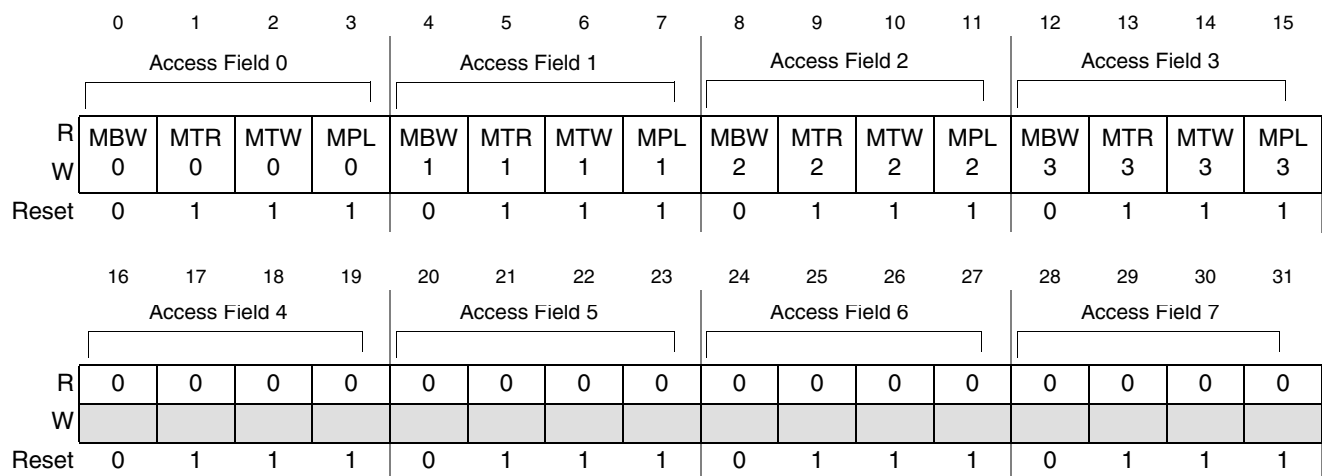 0 1 2 3 4 5 6 7 8 9 10 11 12 13 14 15
Access Field 0 Access Field 1 Access Field 2 Access Field 3
R MBW MTR MTW MPL MBW MTR MTW MPL MBW MTR MTW MPL MBW MTR MTW MPL
W 0 0 0 0 1 1 1 1 2 2 2 2 3 3 3 3
Reset 0 1 1 1 0 1 1 1 0 1 1 1 0 1 1 1
16 17 18 19 20 21 22 23 24 25 26 27 28 29 30 31
Access Field 4 Access Field 5 Access Field 6 Access Field 7
R 0 0 0 0 0 0 0 0 0 0 0 0 0 0 0 0
W
Reset 0 1 1 1 0 1 1 1 0 1 1 1 0 1 1 1